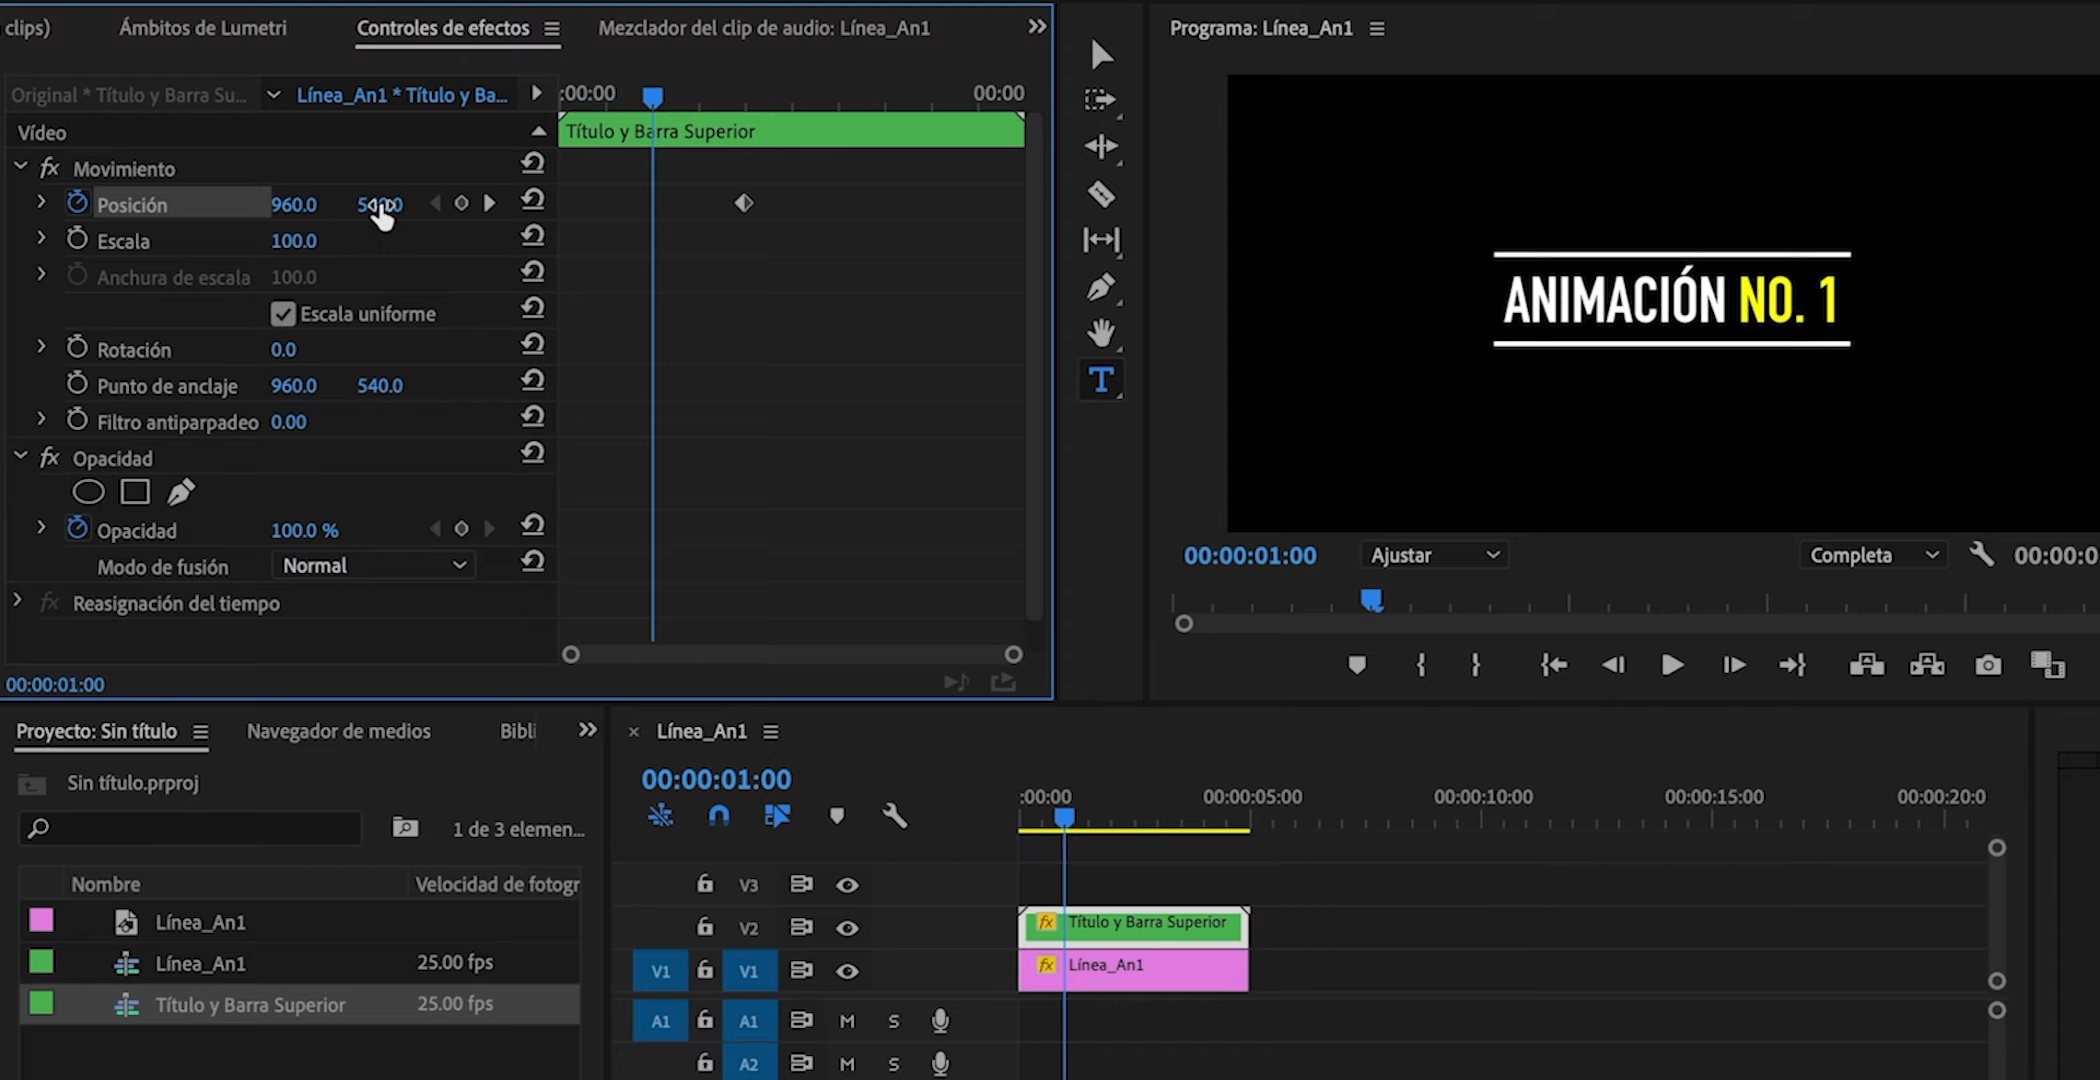 clips)
Ámbitos de Lumetri
Controles de efectos
Mezclador del clip de audio: Línea_An1
Programa: Línea_An1
Original * Título y Barra Su...
Línea_An1 * Título y Ba...
:00:00
00:00
Vídeo
Título y Barra Superior
fx Movimiento
Posición 960.0
Escala 100.0
Anchura de escala 100.0
Escala uniforme
Rotación 0.0
Punto de anclaje 960.0 540.0
Filtro antiparpadeo 0.00
fx Opacidad
Opacidad 100.0 %
Modo de fusión Normal
fx Reasignación del tiempo
00:00:01:00
ANIMACIÓN NO. 1
T
00:00:01:00
Ajustar
Completa
00:00:0
Proyecto: Sin título
Navegador de medios
Bibli
Sin título.prproj
1 de 3 elemen...
Nombre
Velocidad de fotogr
Línea_An1
Línea_An1 25.00 fps
Título y Barra Superior 25.00 fps
× Línea_An1
00:00:01:00
:00:00
00:00:05:00
00:00:10:00
00:00:15:00
00:00:20:0
V3
V2
fx Título y Barra Superior
V1 V1
fx Línea_An1
A1 A1 M S
A2 M S